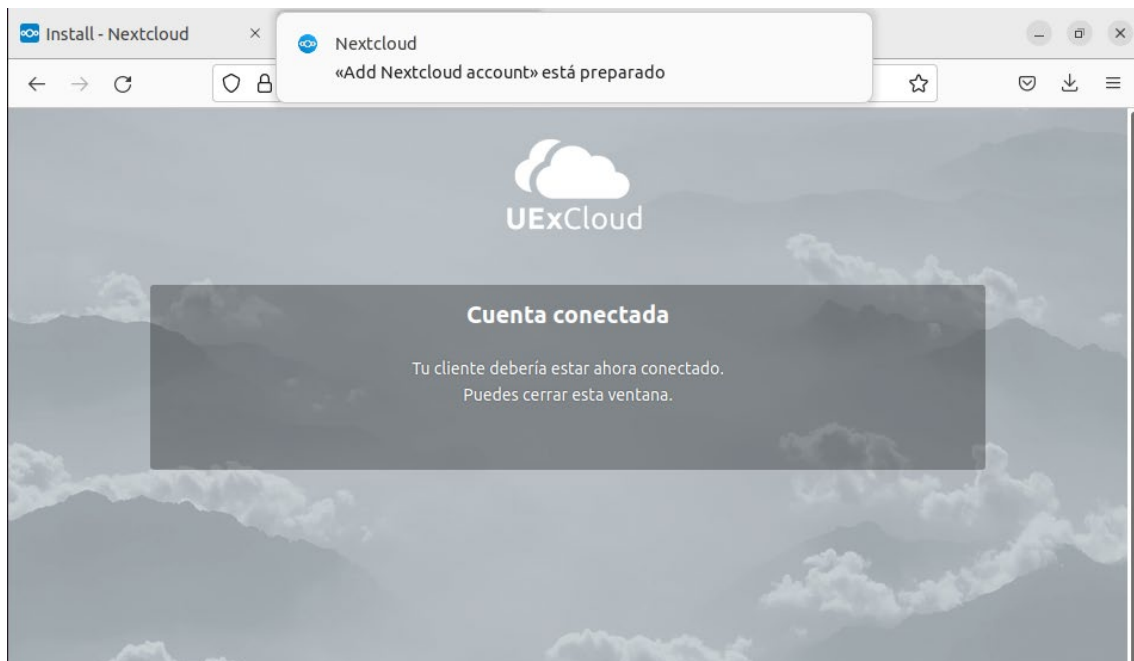 Install - Nextcloud
Nextcloud
«Add Nextcloud account» está preparado
UExCloud
Cuenta conectada
Tu cliente debería estar ahora conectado.
Puedes cerrar esta ventana.